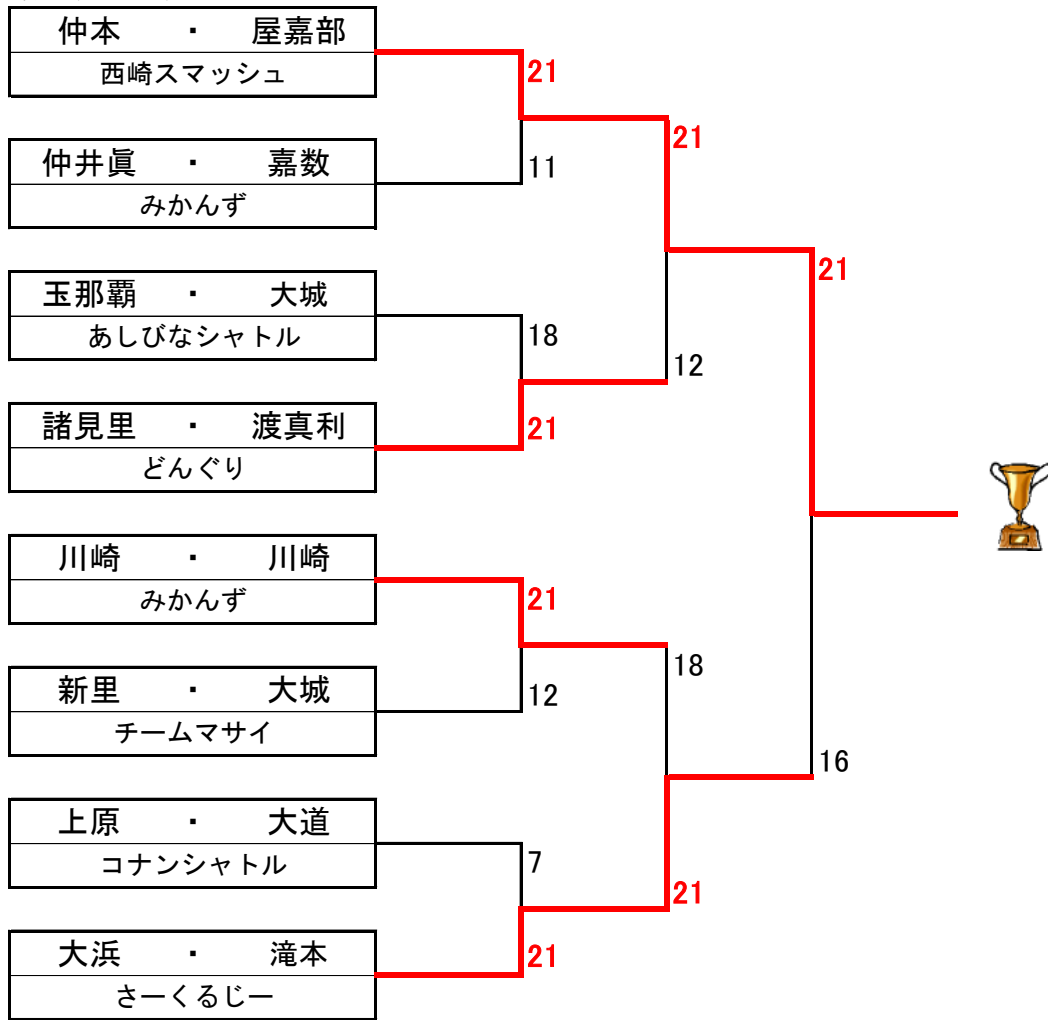 仲本 ・ 屋嘉部
西崎スマッシュ
21
21
仲井眞 ・ 嘉数
11
みかんず
21
玉那覇 ・ 大城
あしびなシャトル
18
12
諸見里 ・ 渡真利
21
どんぐり
川崎 ・ 川崎
みかんず
21
18
新里 ・ 大城
12
チームマサイ
16
上原 ・ 大道
コナンシャトル
7
21
大浜 ・ 滝本
21
さーくるじー